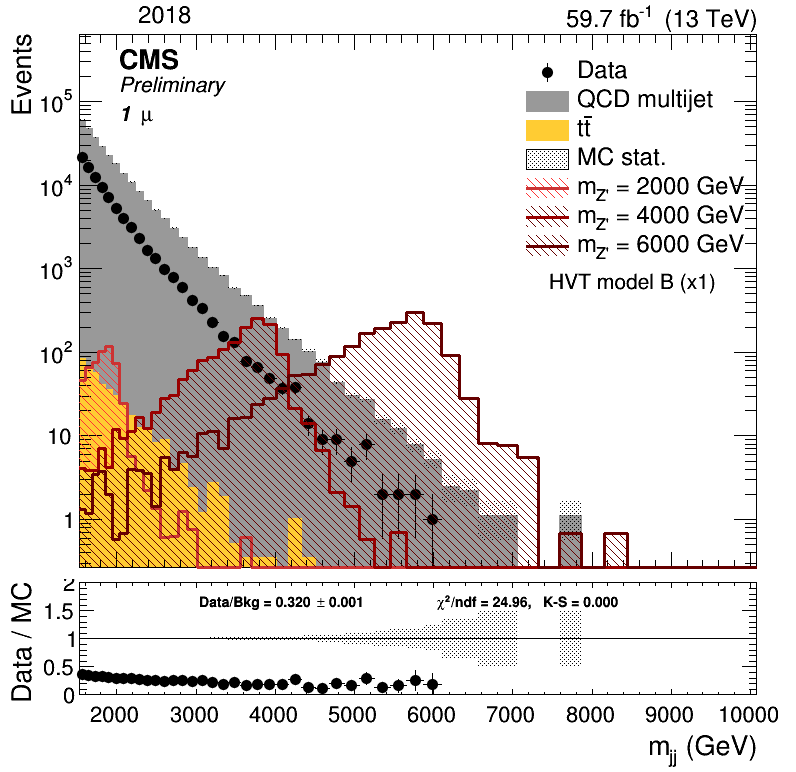 2018 59.7 fb⁻¹ (13 TeV)
Events
CMS
Preliminary
1 μ
Data
QCD multijet
tt̄
MC stat.
m_Z' = 2000 GeV
m_Z' = 4000 GeV
m_Z' = 6000 GeV
HVT model B (x1)
10⁵
10⁴
10³
10²
10
1
Data / MC
Data/Bkg = 0.320 ± 0.001 χ²/ndf = 24.96, K-S = 0.000
2
1.5
1
0.5
0
2000 3000 4000 5000 6000 7000 8000 9000 10000
m_jj (GeV)